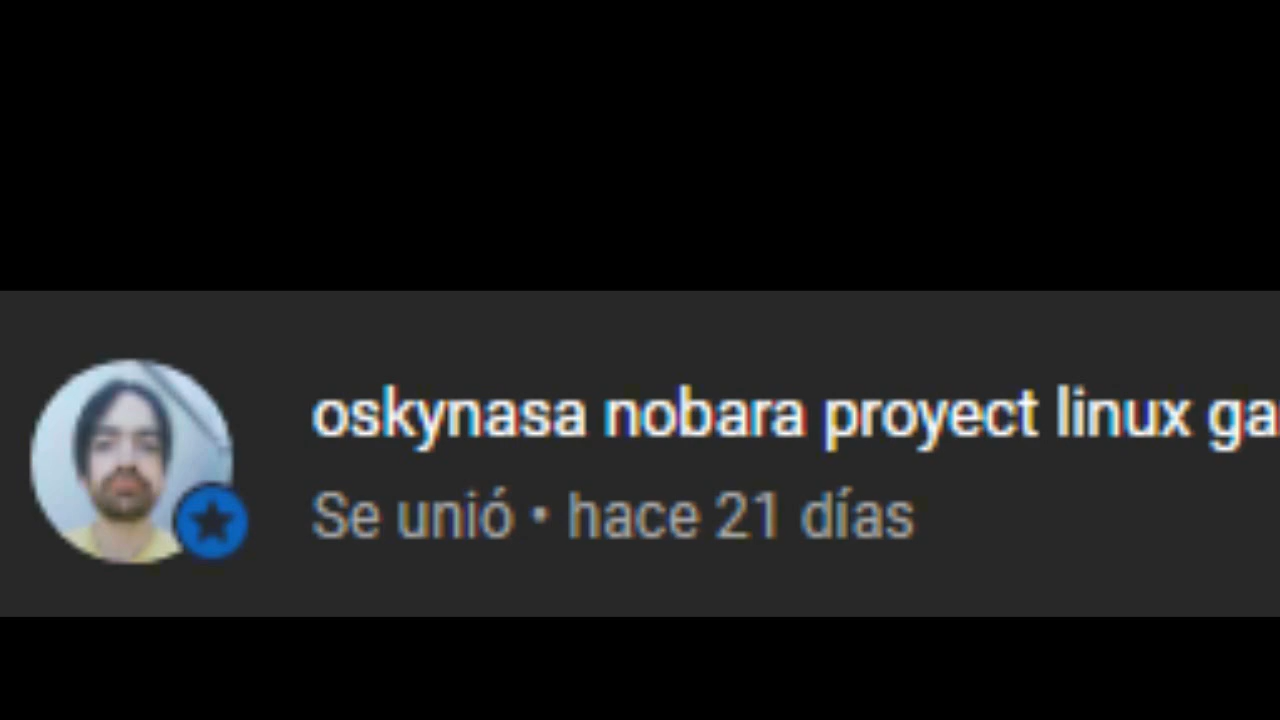 oskynasa nobara proyect linux ga
Se unió • hace 21 días